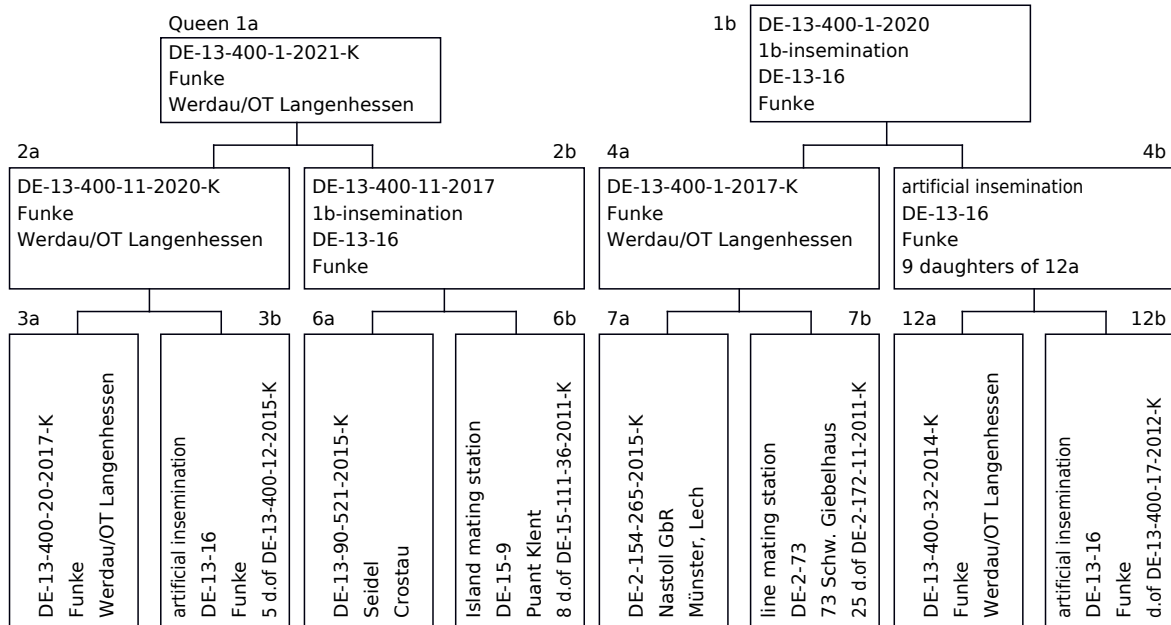 Queen 1a
DE-13-400-1-2021-K
Funke
Werdau/OT Langenhessen
1b
DE-13-400-1-2020
1b-insemination
DE-13-16
Funke
2a
DE-13-400-11-2020-K
Funke
Werdau/OT Langenhessen
2b
DE-13-400-11-2017
1b-insemination
DE-13-16
Funke
4a
DE-13-400-1-2017-K
Funke
Werdau/OT Langenhessen
4b
artificial insemination
DE-13-16
Funke
9 daughters of 12a
3a
DE-13-400-20-2017-K
Funke
Werdau/OT Langenhessen
3b
artificial insemination
DE-13-16
Funke
5 d.of DE-13-400-12-2015-K
6a
DE-13-90-521-2015-K
Seidel
Crostau
6b
Island mating station
DE-15-9
Puant Klent
8 d.of DE-15-111-36-2011-K
7a
DE-2-154-265-2015-K
Nastoll GbR
Münster, Lech
7b
line mating station
DE-2-73
73 Schw. Giebelhaus
25 d.of DE-2-172-11-2011-K
12a
DE-13-400-32-2014-K
Funke
Werdau/OT Langenhessen
12b
artificial insemination
DE-13-16
Funke
d.of DE-13-400-17-2012-K